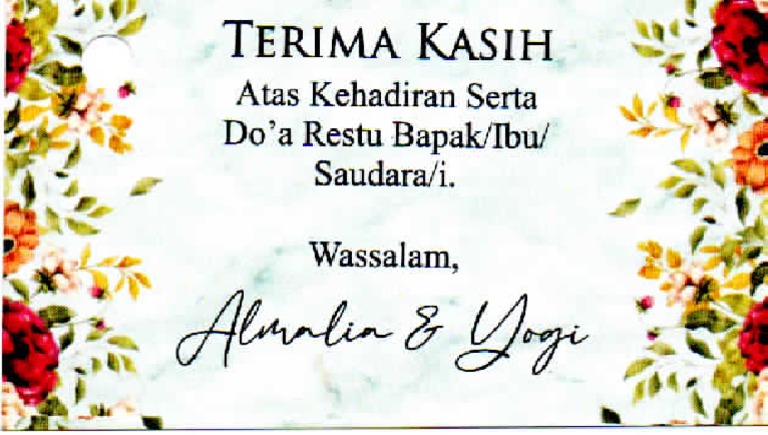 TERIMA KASIH
Atas Kehadiran Serta
Do'a Restu Bapak/Ibu/
Saudara/i.
Wassalam,
Almalia & Yogi